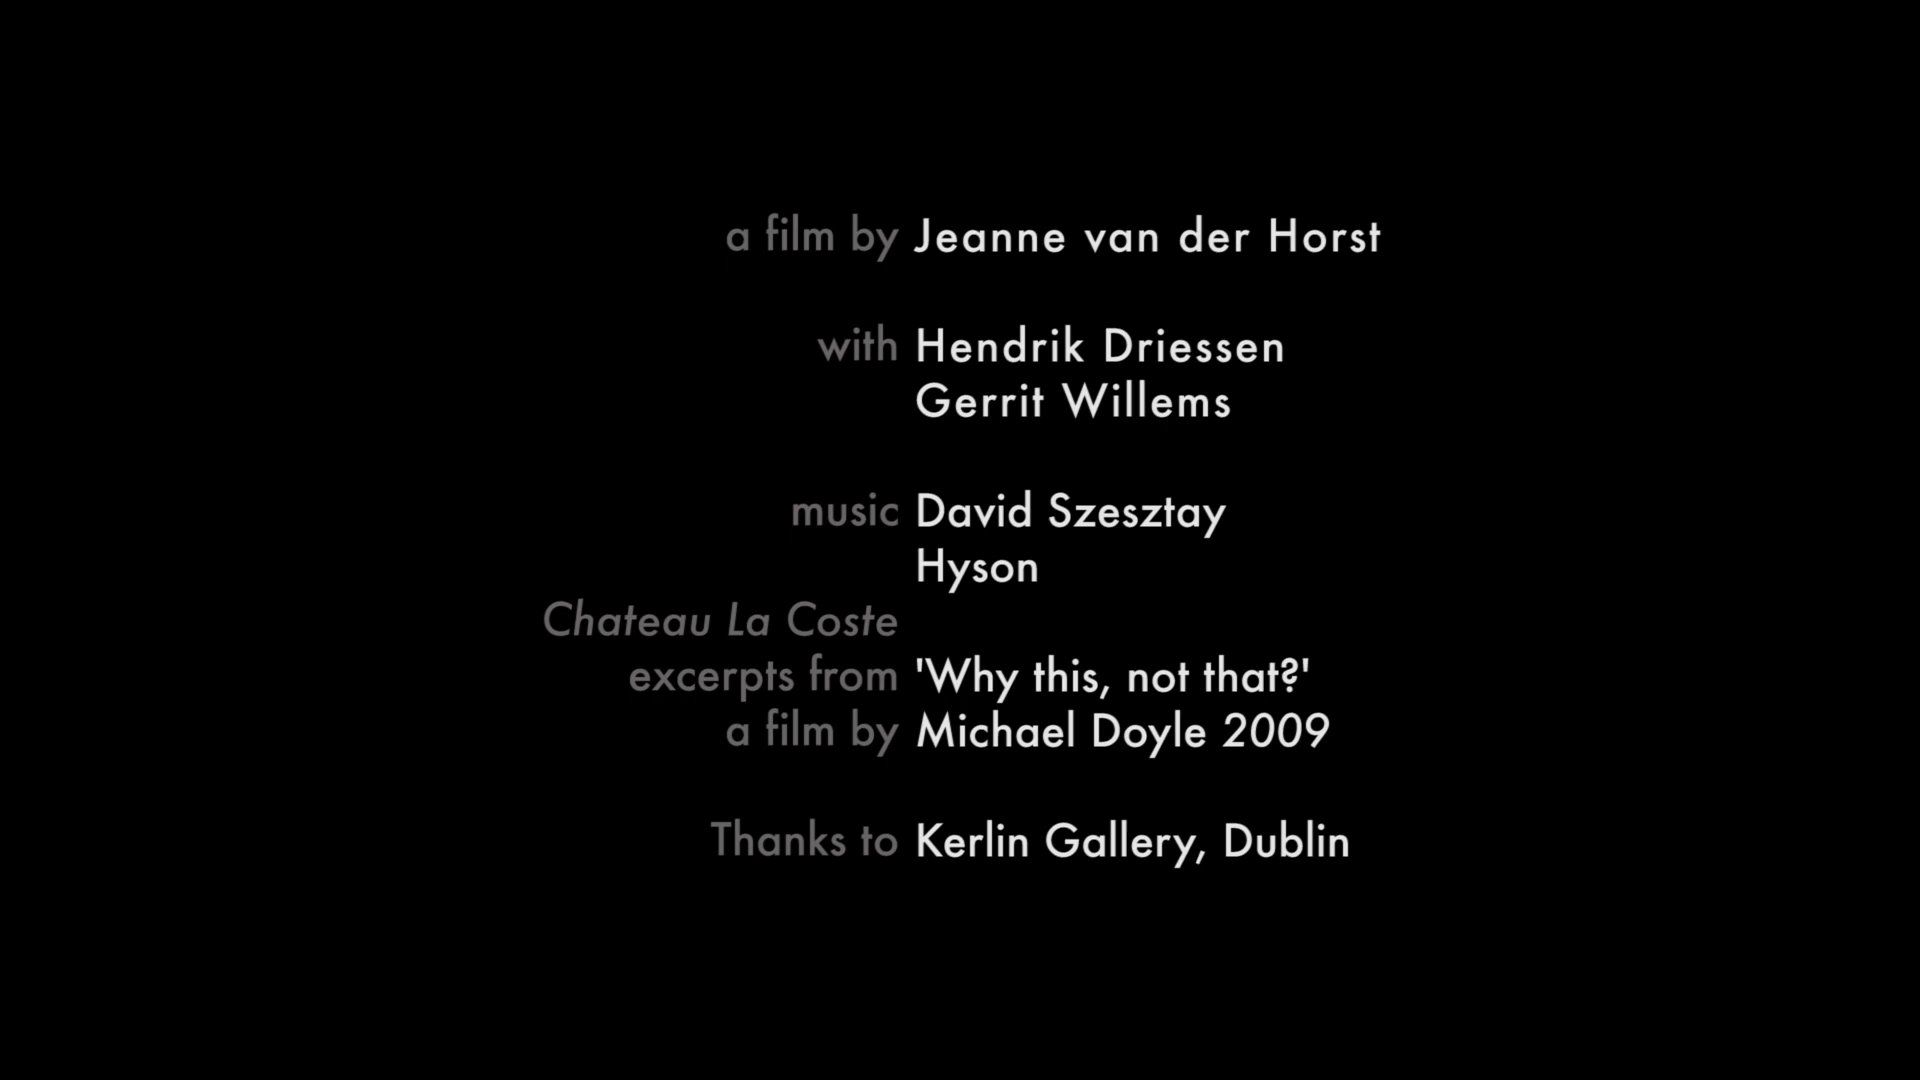 a film by Jeanne van der Horst
with Hendrik Driessen
Gerrit Willems
music David Szesztay
Hyson
Chateau La Coste
excerpts from 'Why this, not that?'
a film by Michael Doyle 2009
Thanks to Kerlin Gallery, Dublin